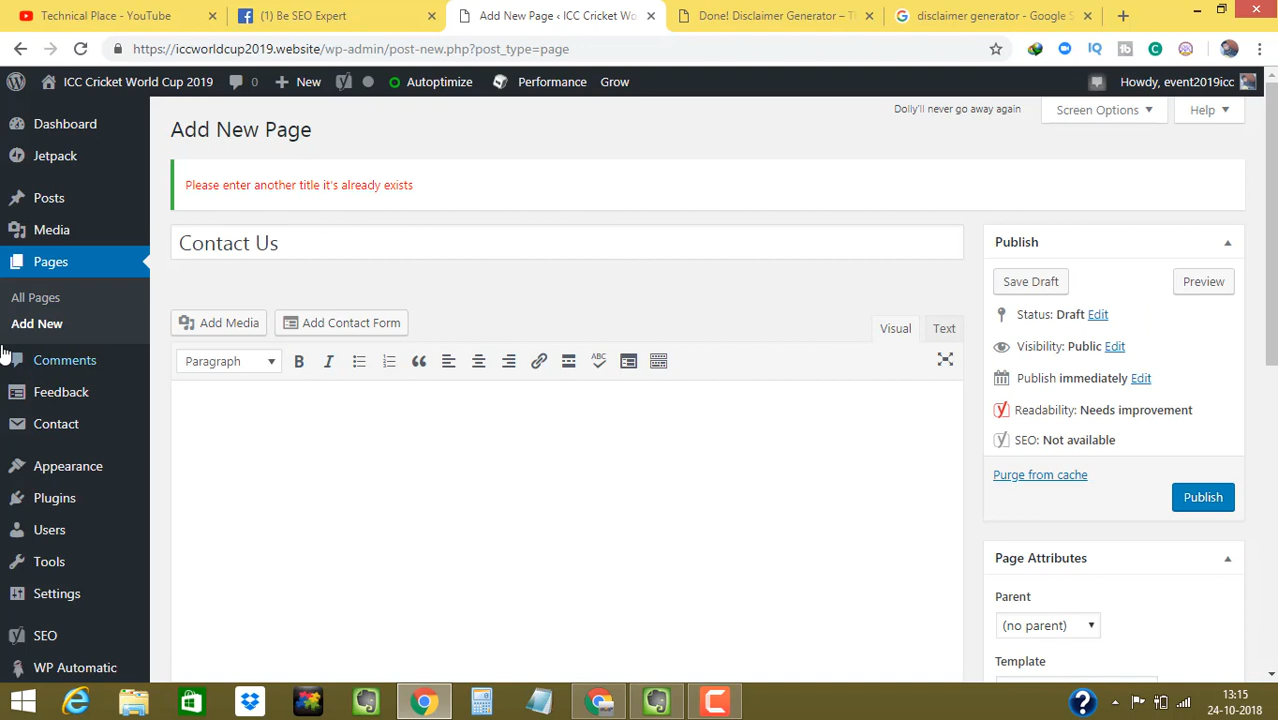 Technical Place - YouTube
(1) Be SEO Expert
Add New Page ‹ ICC Cricket Wo
Done! Disclaimer Generator – Th
disclaimer generator - Google S
https://iccworldcup2019.website/wp-admin/post-new.php?post_type=page
ICC Cricket World Cup 2019
0
New
Autoptimize
Performance
Grow
Howdy, event2019icc
Dashboard
Jetpack
Posts
Media
Pages
All Pages
Add New
Comments
Feedback
Contact
Appearance
Plugins
Users
Tools
Settings
SEO
WP Automatic
Dolly'll never go away again
Screen Options
Help
Add New Page
Please enter another title it's already exists
Contact Us
Add Media
Add Contact Form
Visual
Text
Paragraph
B
I
ABC
Publish
Save Draft
Preview
Status: Draft Edit
Visibility: Public Edit
Publish immediately Edit
Readability: Needs improvement
SEO: Not available
Purge from cache
Publish
Page Attributes
Parent
(no parent)
Template
13:15
24-10-2018